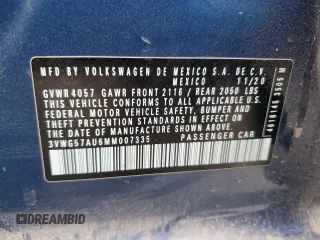 MFD BY VOLKSWAGEN DE MEXICO S.A. DE C.V.
MEXICO 11/20
GVWR 4057 GAWR FRONT 2116 / REAR 2050 LBS
THIS VEHICLE CONFORMS TO ALL APPLICABLE U.S.
FEDERAL MOTOR VEHICLE SAFETY, BUMPER AND
THEFT PREVENTION STANDARDS IN EFFECT ON THE
DATE OF MANUFACTURE SHOWN ABOVE.
3VWG57AU6MM007335 PASSENGER CAR
DREAMBID